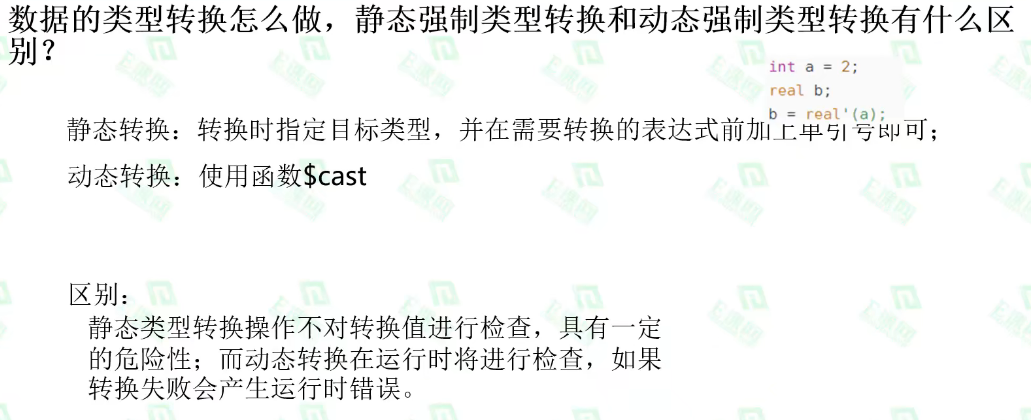 数据的类型转换怎么做，静态强制类型转换和动态强制类型转换有什么区
别？
int a = 2;
real b;
b = real'(a);
静态转换：转换时指定目标类型，并在需要转换的表达式前加上单引号即可；
动态转换：使用函数$cast
区别：
静态类型转换操作不对转换值进行检查，具有一定
的危险性；而动态转换在运行时将进行检查，如果
转换失败会产生运行时错误。